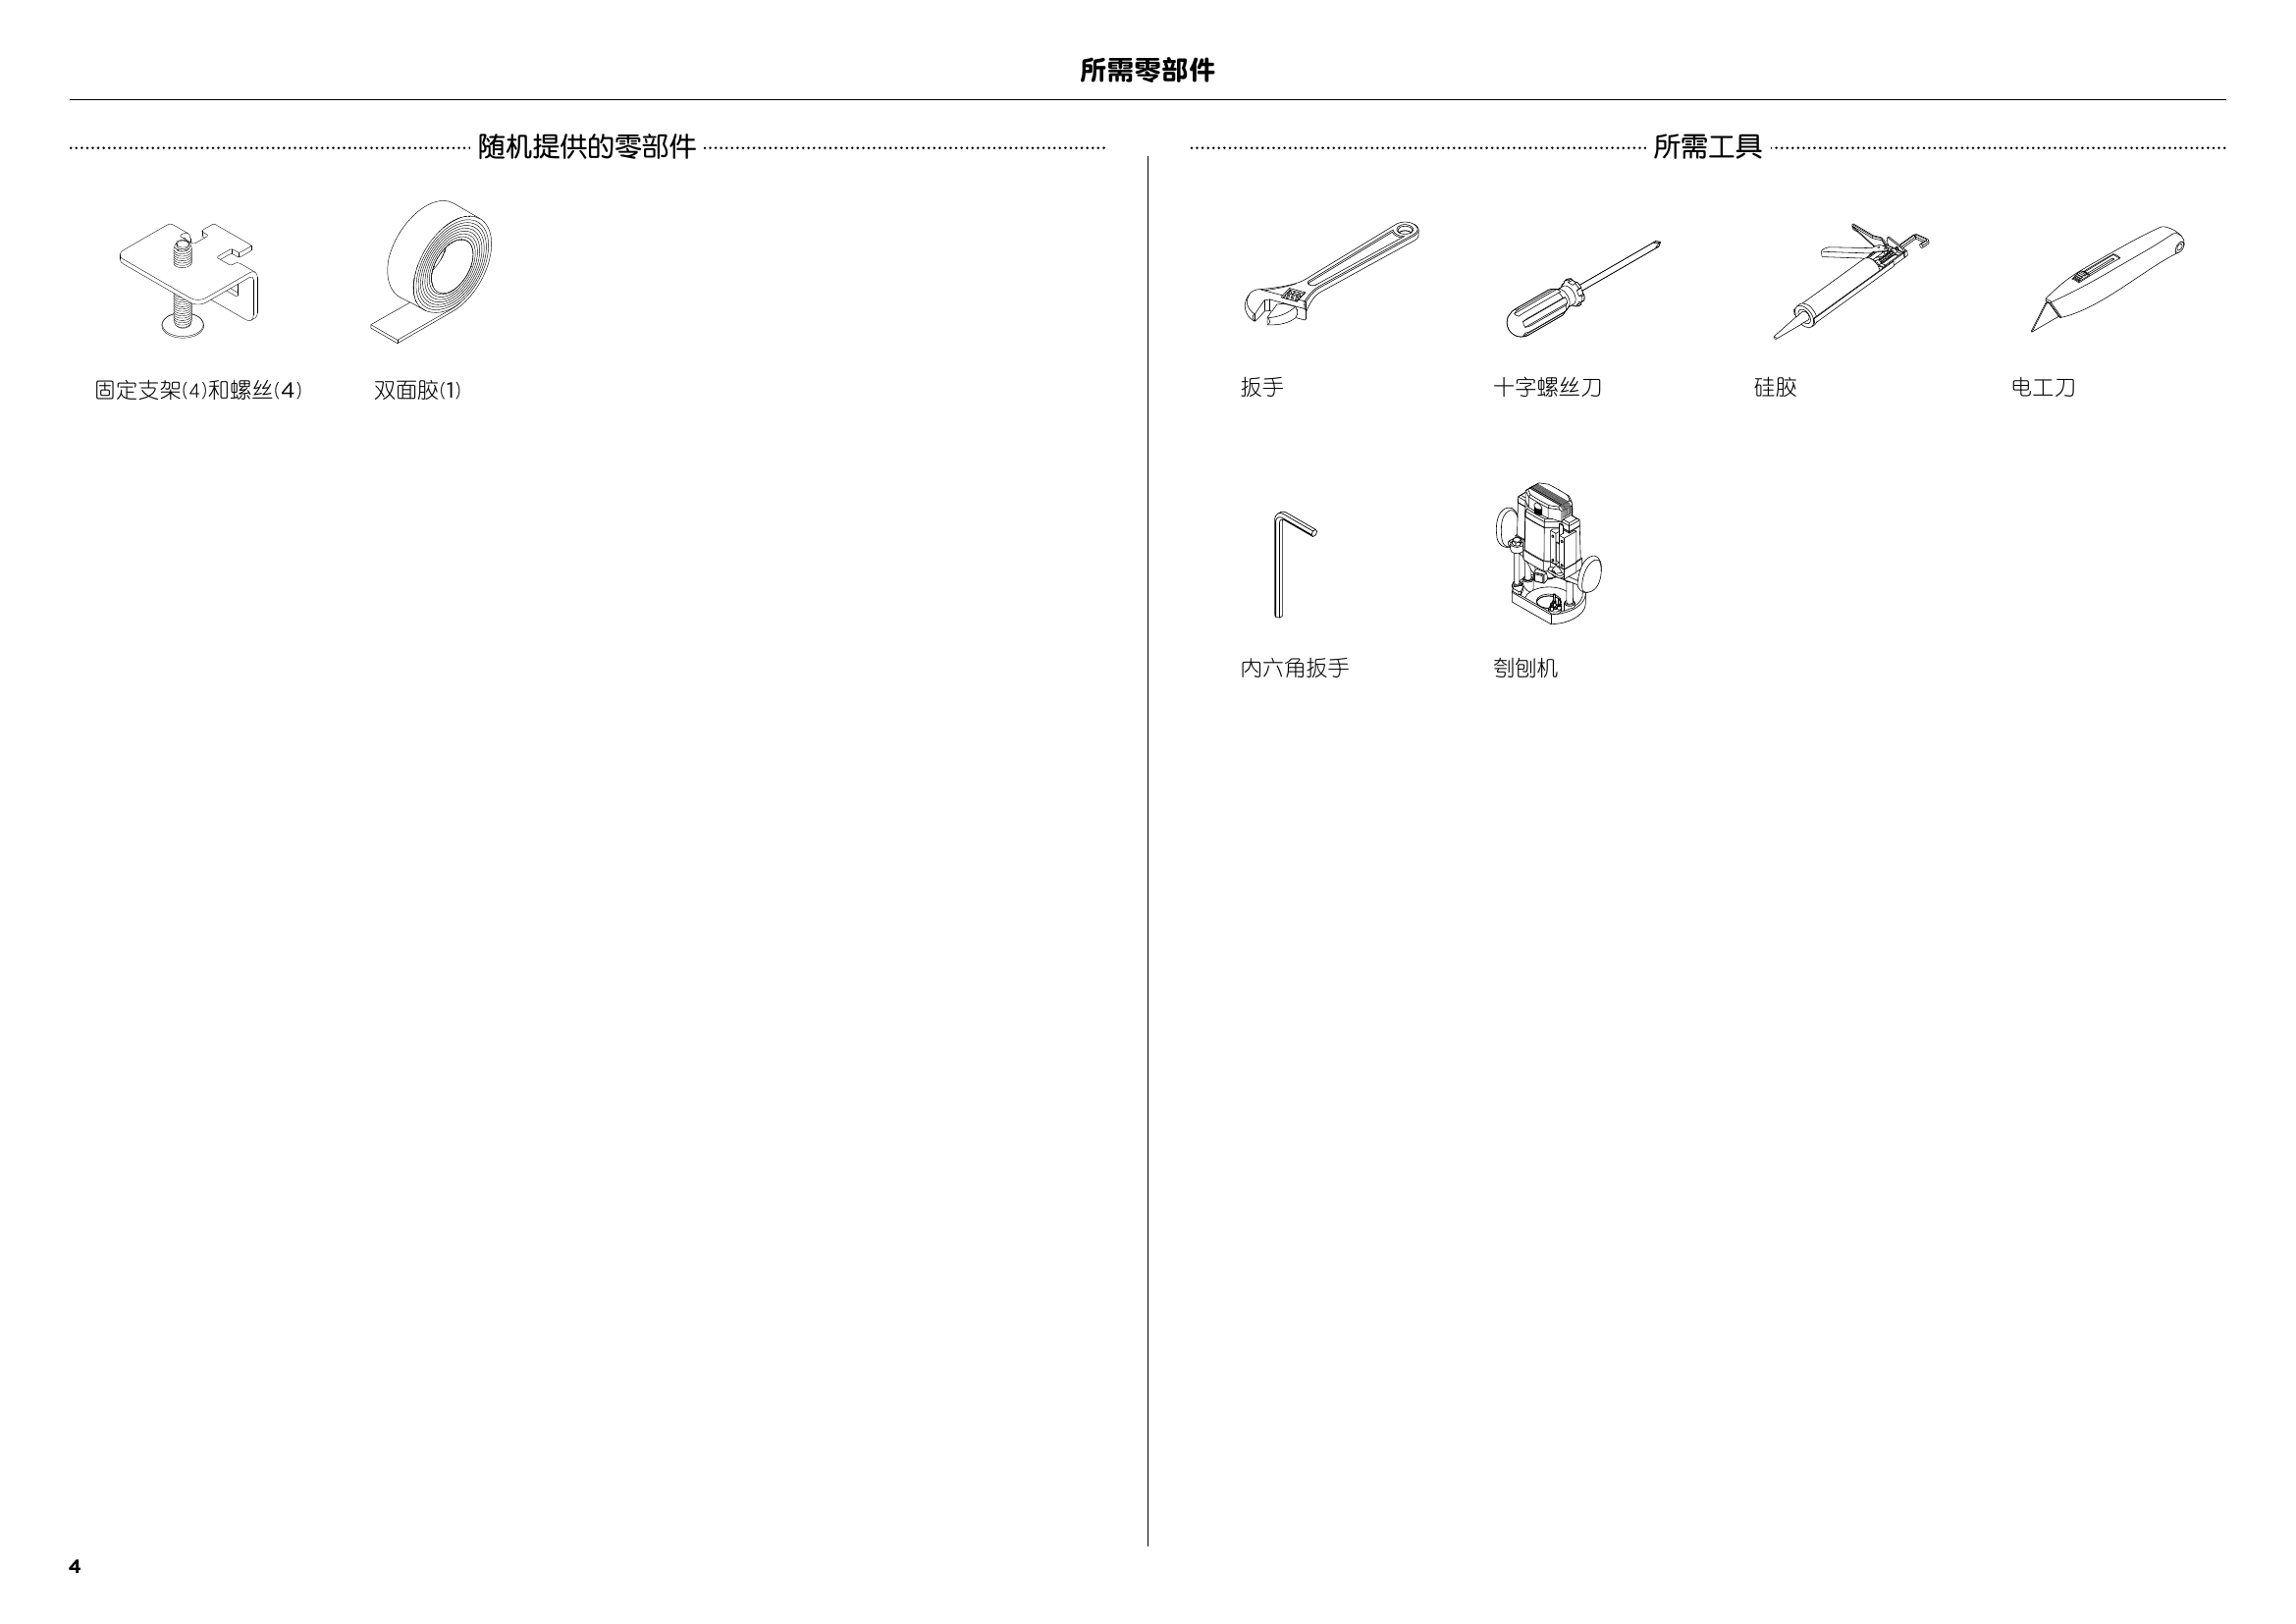 所需零部件
随机提供的零部件
固定支架(4)和螺丝(4)
双面胶(1)
所需工具
扳手
十字螺丝刀
硅胶
电工刀
内六角扳手
刳刨机
4